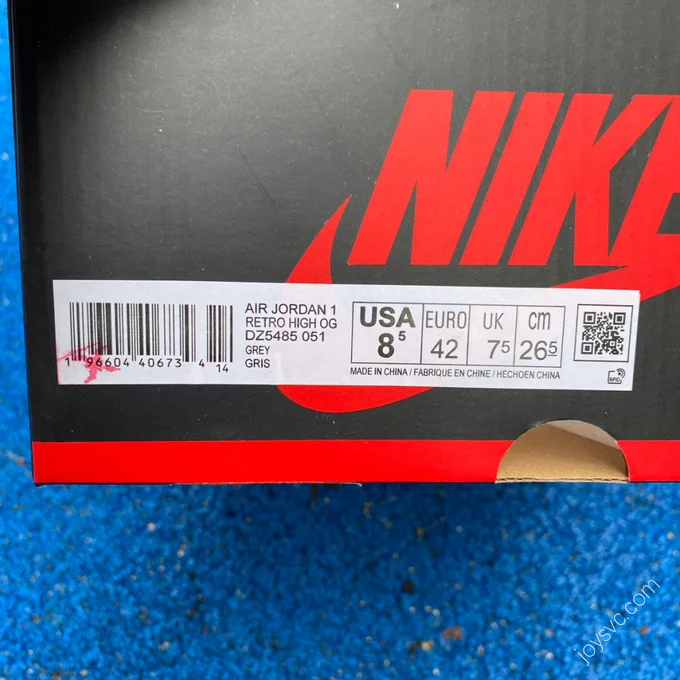 NIKE
AIR JORDAN 1
RETRO HIGH OG
DZ5485 051
GREY
GRIS
1 96604 40673 4 14
USA EURO UK cm
8 5 42 7 5 26 5
MADE IN CHINA / FABRIQUE EN CHINE / HECHOEN CHINA
RFID
joysvc.com